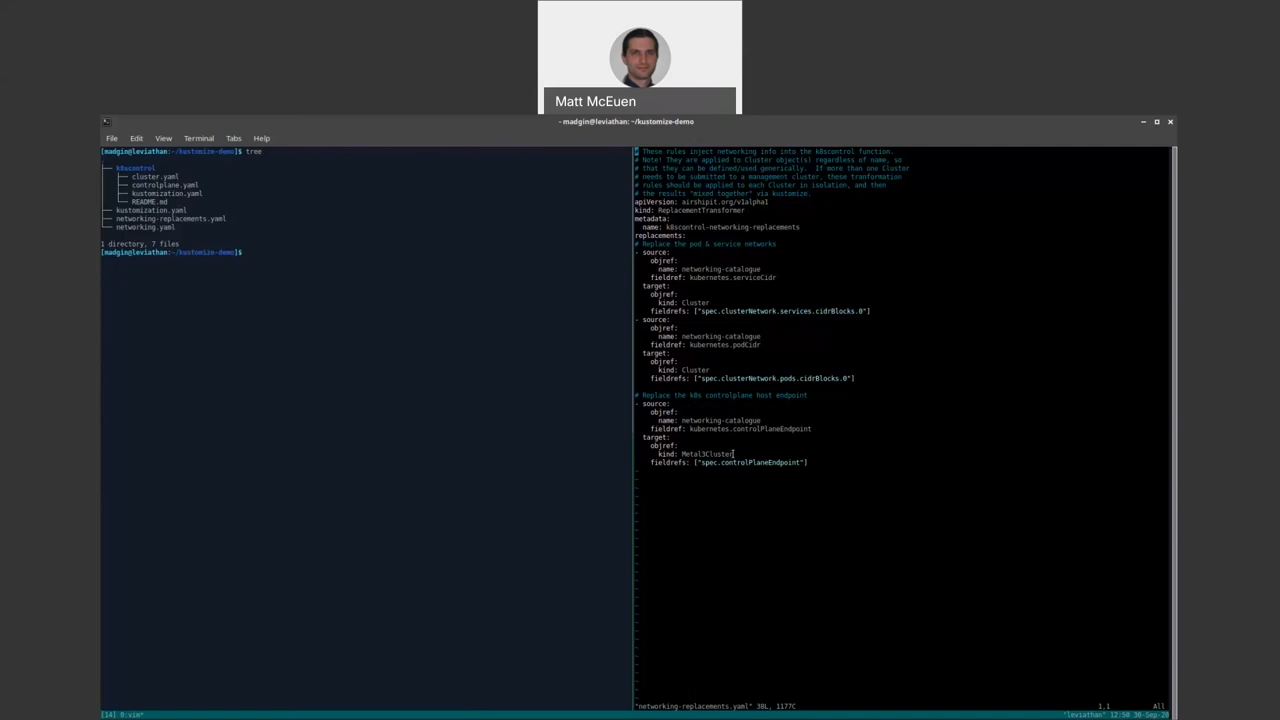 Matt McEuen
- madgin@leviathan: ~/kustomize-demo
File Edit View Terminal Tabs Help
[madgin@leviathan:~/kustomize-demo]$ tree
.
├── k8scontrol
│   ├── cluster.yaml
│   ├── controlplane.yaml
│   ├── kustomization.yaml
│   └── README.md
├── kustomization.yaml
├── networking-replacements.yaml
└── networking.yaml
1 directory, 7 files
[madgin@leviathan:~/kustomize-demo]$
# These rules inject networking info into the k8scontrol function.
# Note! They are applied to Cluster object(s) regardless of name, so
# that they can be defined/used generically.  If more than one Cluster
# needs to be submitted to a management cluster, these tranformation
# rules should be applied to each Cluster in isolation, and then
# the results "mixed together" via kustomize.
apiVersion: airshipit.org/v1alpha1
kind: ReplacementTransformer
metadata:
  name: k8scontrol-networking-replacements
replacements:
# Replace the pod & service networks
- source:
    objref:
      name: networking-catalogue
    fieldref: kubernetes.serviceCidr
  target:
    objref:
      kind: Cluster
    fieldrefs: ["spec.clusterNetwork.services.cidrBlocks.0"]
- source:
    objref:
      name: networking-catalogue
    fieldref: kubernetes.podCidr
  target:
    objref:
      kind: Cluster
    fieldrefs: ["spec.clusterNetwork.pods.cidrBlocks.0"]
# Replace the k8s controlplane host endpoint
- source:
    objref:
      name: networking-catalogue
    fieldref: kubernetes.controlPlaneEndpoint
  target:
    objref:
      kind: Metal3Cluster
    fieldrefs: ["spec.controlPlaneEndpoint"]
"networking-replacements.yaml" 38L, 1177C 1,1 All
[14] 0:vim* "leviathan" 12:50 30-Sep-20